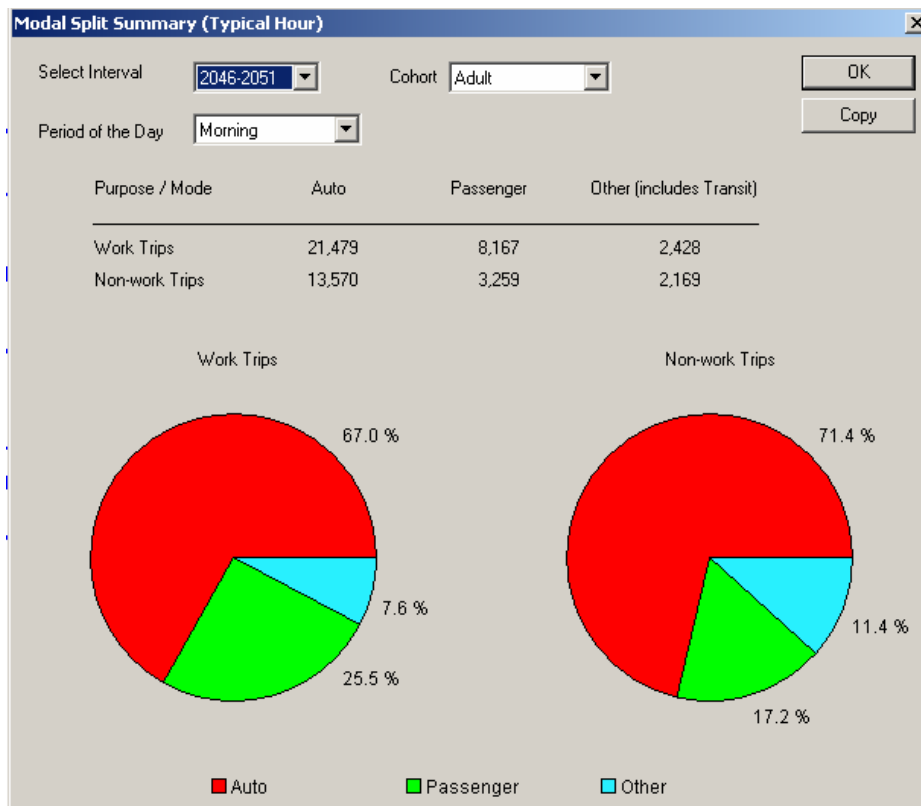 Modal Split Summary (Typical Hour)
Select Interval 2046-2051 Cohort Adult OK
Period of the Day Morning Copy
Purpose / Mode Auto Passenger Other (includes Transit)
Work Trips 21,479 8,167 2,428
Non-work Trips 13,570 3,259 2,169
Work Trips Non-work Trips
67.0 % 71.4 %
7.6 % 11.4 %
25.5 % 17.2 %
Auto Passenger Other